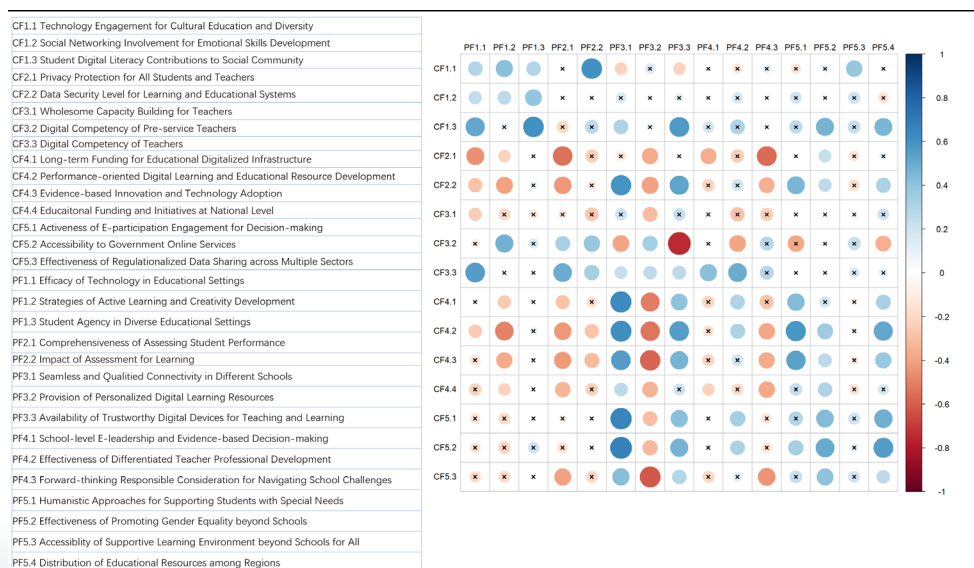 CF1.1 Technology Engagement for Cultural Education and Diversity
CF1.2 Social Networking Involvement for Emotional Skills Development
CF1.3 Student Digital Literacy Contributions to Social Community
CF2.1 Privacy Protection for All Students and Teachers
CF2.2 Data Security Level for Learning and Educational Systems
CF3.1 Wholesome Capacity Building for Teachers
CF3.2 Digital Competency of Pre-service Teachers
CF3.3 Digital Competency of Teachers
CF4.1 Long-term Funding for Educational Digitalized Infrastructure
CF4.2 Performance-oriented Digital Learning and Educational Resource Development
CF4.3 Evidence-based Innovation and Technology Adoption
CF4.4 Educaitonal Funding and Initiatives at National Level
CF5.1 Activeness of E-participation Engagement for Decision-making
CF5.2 Accessibility to Government Online Services
CF5.3 Effectiveness of Regulationalized Data Sharing across Multiple Sectors
PF1.1 Efficacy of Technology in Educational Settings
PF1.2 Strategies of Active Learning and Creativity Development
PF1.3 Student Agency in Diverse Educational Settings
PF2.1 Comprehensiveness of Assessing Student Performance
PF2.2 Impact of Assessment for Learning
PF3.1 Seamless and Qualitied Connectivity in Different Schools
PF3.2 Provision of Personalized Digital Learning Resources
PF3.3 Availability of Trustworthy Digital Devices for Teaching and Learning
PF4.1 School-level E-leadership and Evidence-based Decision-making
PF4.2 Effectiveness of Differentiated Teacher Professional Development
PF4.3 Forward-thinking Responsible Consideration for Navigating School Challenges
PF5.1 Humanistic Approaches for Supporting Students with Special Needs
PF5.2 Effectiveness of Promoting Gender Equality beyond Schools
PF5.3 Accessiblity of Supportive Learning Environment beyond Schools for All
PF5.4 Distribution of Educational Resources among Regions
PF1.1 PF1.2 PF1.3 PF2.1 PF2.2 PF3.1 PF3.2 PF3.3 PF4.1 PF4.2 PF4.3 PF5.1 PF5.2 PF5.3 PF5.4
CF1.1
CF1.2
CF1.3
CF2.1
CF2.2
CF3.1
CF3.2
CF3.3
CF4.1
CF4.2
CF4.3
CF4.4
CF5.1
CF5.2
CF5.3
1
0.8
0.6
0.4
0.2
0
-0.2
-0.4
-0.6
-0.8
-1